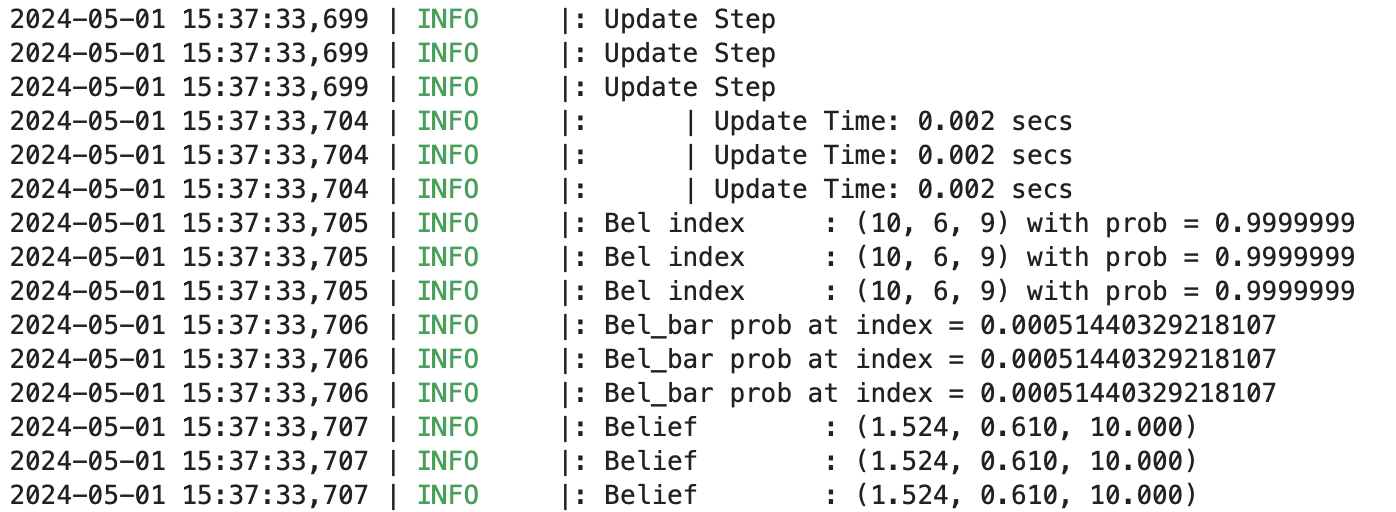 2024-05-01 15:37:33,699 | INFO     |: Update Step
2024-05-01 15:37:33,699 | INFO     |: Update Step
2024-05-01 15:37:33,699 | INFO     |: Update Step
2024-05-01 15:37:33,704 | INFO     |:      | Update Time: 0.002 secs
2024-05-01 15:37:33,704 | INFO     |:      | Update Time: 0.002 secs
2024-05-01 15:37:33,704 | INFO     |:      | Update Time: 0.002 secs
2024-05-01 15:37:33,705 | INFO     |: Bel index     : (10, 6, 9) with prob = 0.9999999
2024-05-01 15:37:33,705 | INFO     |: Bel index     : (10, 6, 9) with prob = 0.9999999
2024-05-01 15:37:33,705 | INFO     |: Bel index     : (10, 6, 9) with prob = 0.9999999
2024-05-01 15:37:33,706 | INFO     |: Bel_bar prob at index = 0.00051440329218107
2024-05-01 15:37:33,706 | INFO     |: Bel_bar prob at index = 0.00051440329218107
2024-05-01 15:37:33,706 | INFO     |: Bel_bar prob at index = 0.00051440329218107
2024-05-01 15:37:33,707 | INFO     |: Belief        : (1.524, 0.610, 10.000)
2024-05-01 15:37:33,707 | INFO     |: Belief        : (1.524, 0.610, 10.000)
2024-05-01 15:37:33,707 | INFO     |: Belief        : (1.524, 0.610, 10.000)